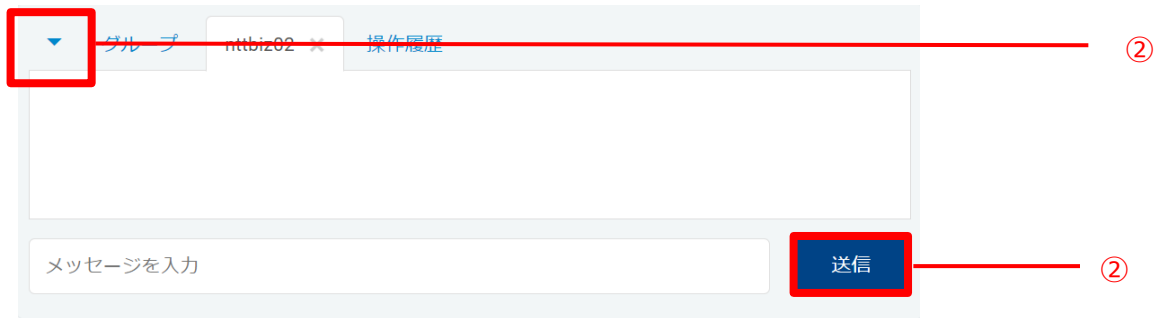 グループ nttbiz02 × 操作履歴 ②
メッセージを入力 送信 ②